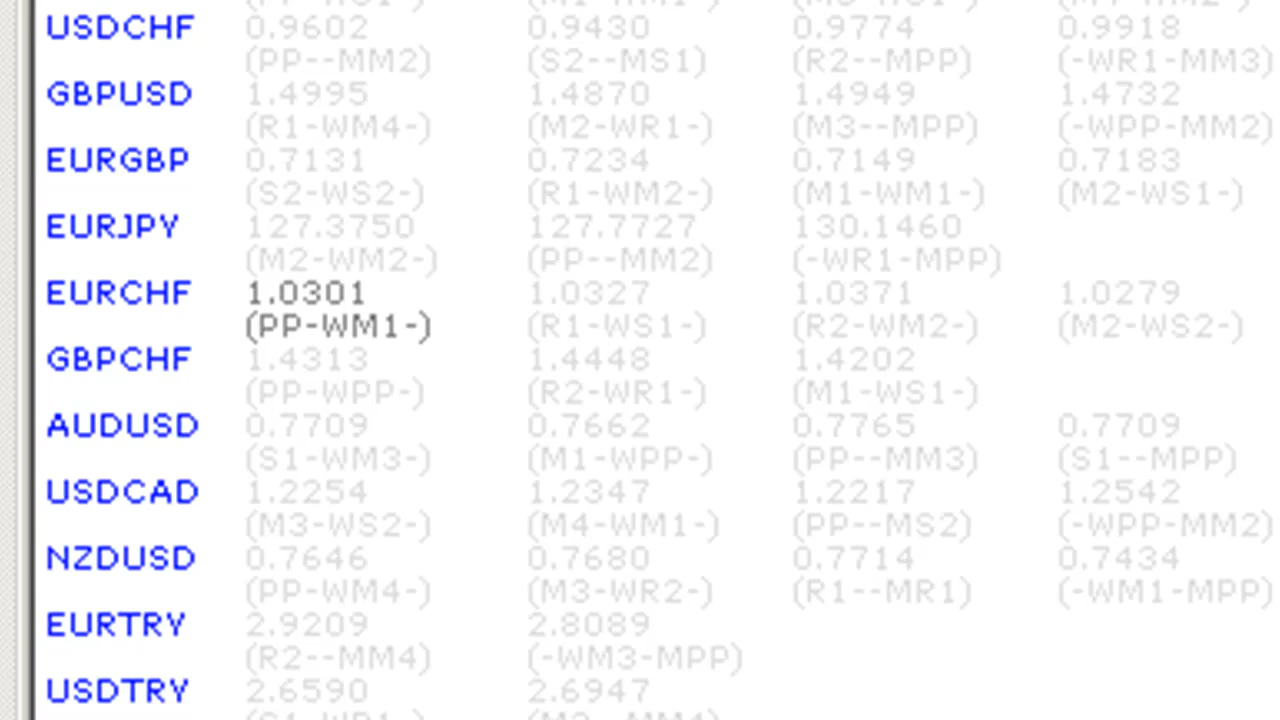 USDCHF 0.9602 0.9430 0.9774 0.9918
(PP--MM2) (S2--MS1) (R2--MPP) (-WR1-MM3)
GBPUSD 1.4995 1.4870 1.4949 1.4732
(R1-WM4-) (M2-WR1-) (M3--MPP) (-WPP-MM2)
EURGBP 0.7131 0.7234 0.7149 0.7183
(S2-WS2-) (R1-WM2-) (M1-WM1-) (M2-WS1-)
EURJPY 127.3750 127.7727 130.1460
(M2-WM2-) (PP--MM2) (-WR1-MPP)
EURCHF 1.0301 1.0327 1.0371 1.0279
(PP-WM1-) (R1-WS1-) (R2-WM2-) (M2-WS2-)
GBPCHF 1.4313 1.4448 1.4202
(PP-WPP-) (R2-WR1-) (M1-WS1-)
AUDUSD 0.7709 0.7662 0.7765 0.7709
(S1-WM3-) (M1-WPP-) (PP--MM3) (S1--MPP)
USDCAD 1.2254 1.2347 1.2217 1.2542
(M3-WS2-) (M4-WM1-) (PP--MS2) (-WPP-MM2)
NZDUSD 0.7646 0.7680 0.7714 0.7434
(PP-WM4-) (M3-WR2-) (R1--MR1) (-WM1-MPP)
EURTRY 2.9209 2.8089
(R2--MM4) (-WM3-MPP)
USDTRY 2.6590 2.6947